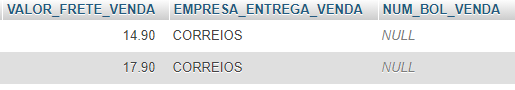 VALOR_FRETE_VENDA EMPRESA_ENTREGA_VENDA NUM_BOL_VENDA
14.90 CORREIOS NULL
17.90 CORREIOS NULL